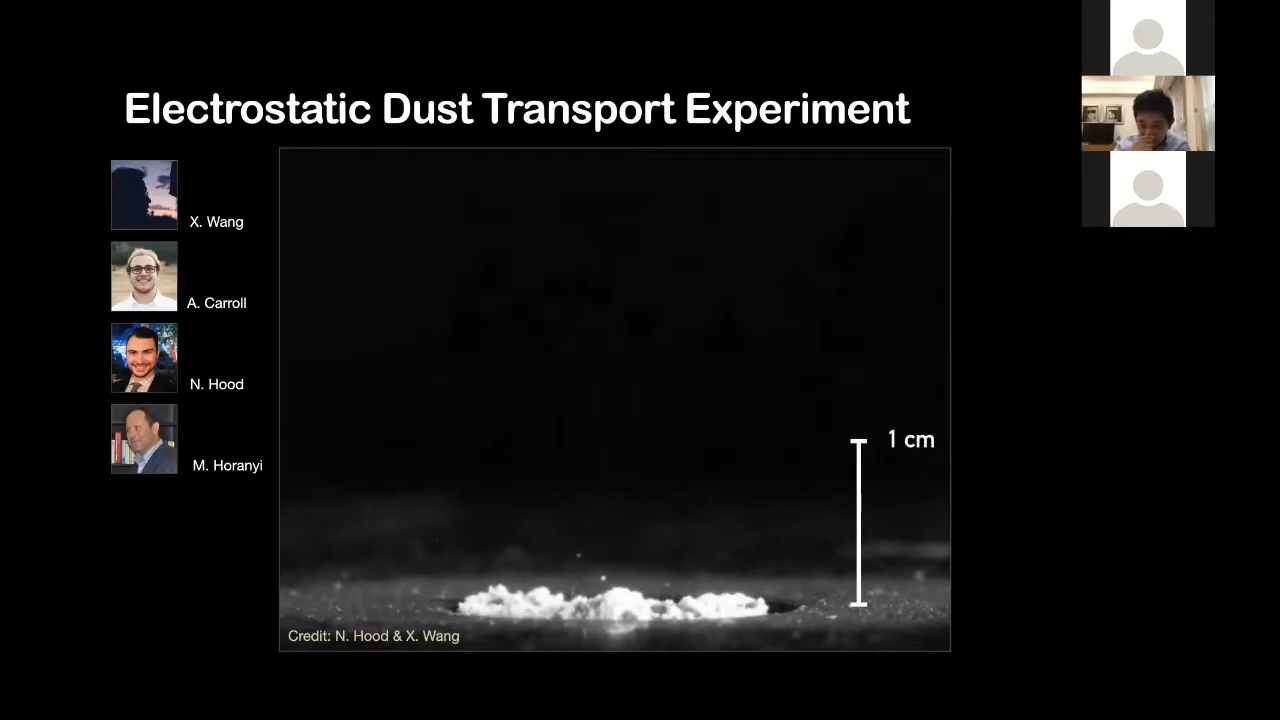 Electrostatic Dust Transport Experiment
X. Wang
A. Carroll
N. Hood
M. Horanyi
1 cm
Credit: N. Hood & X. Wang